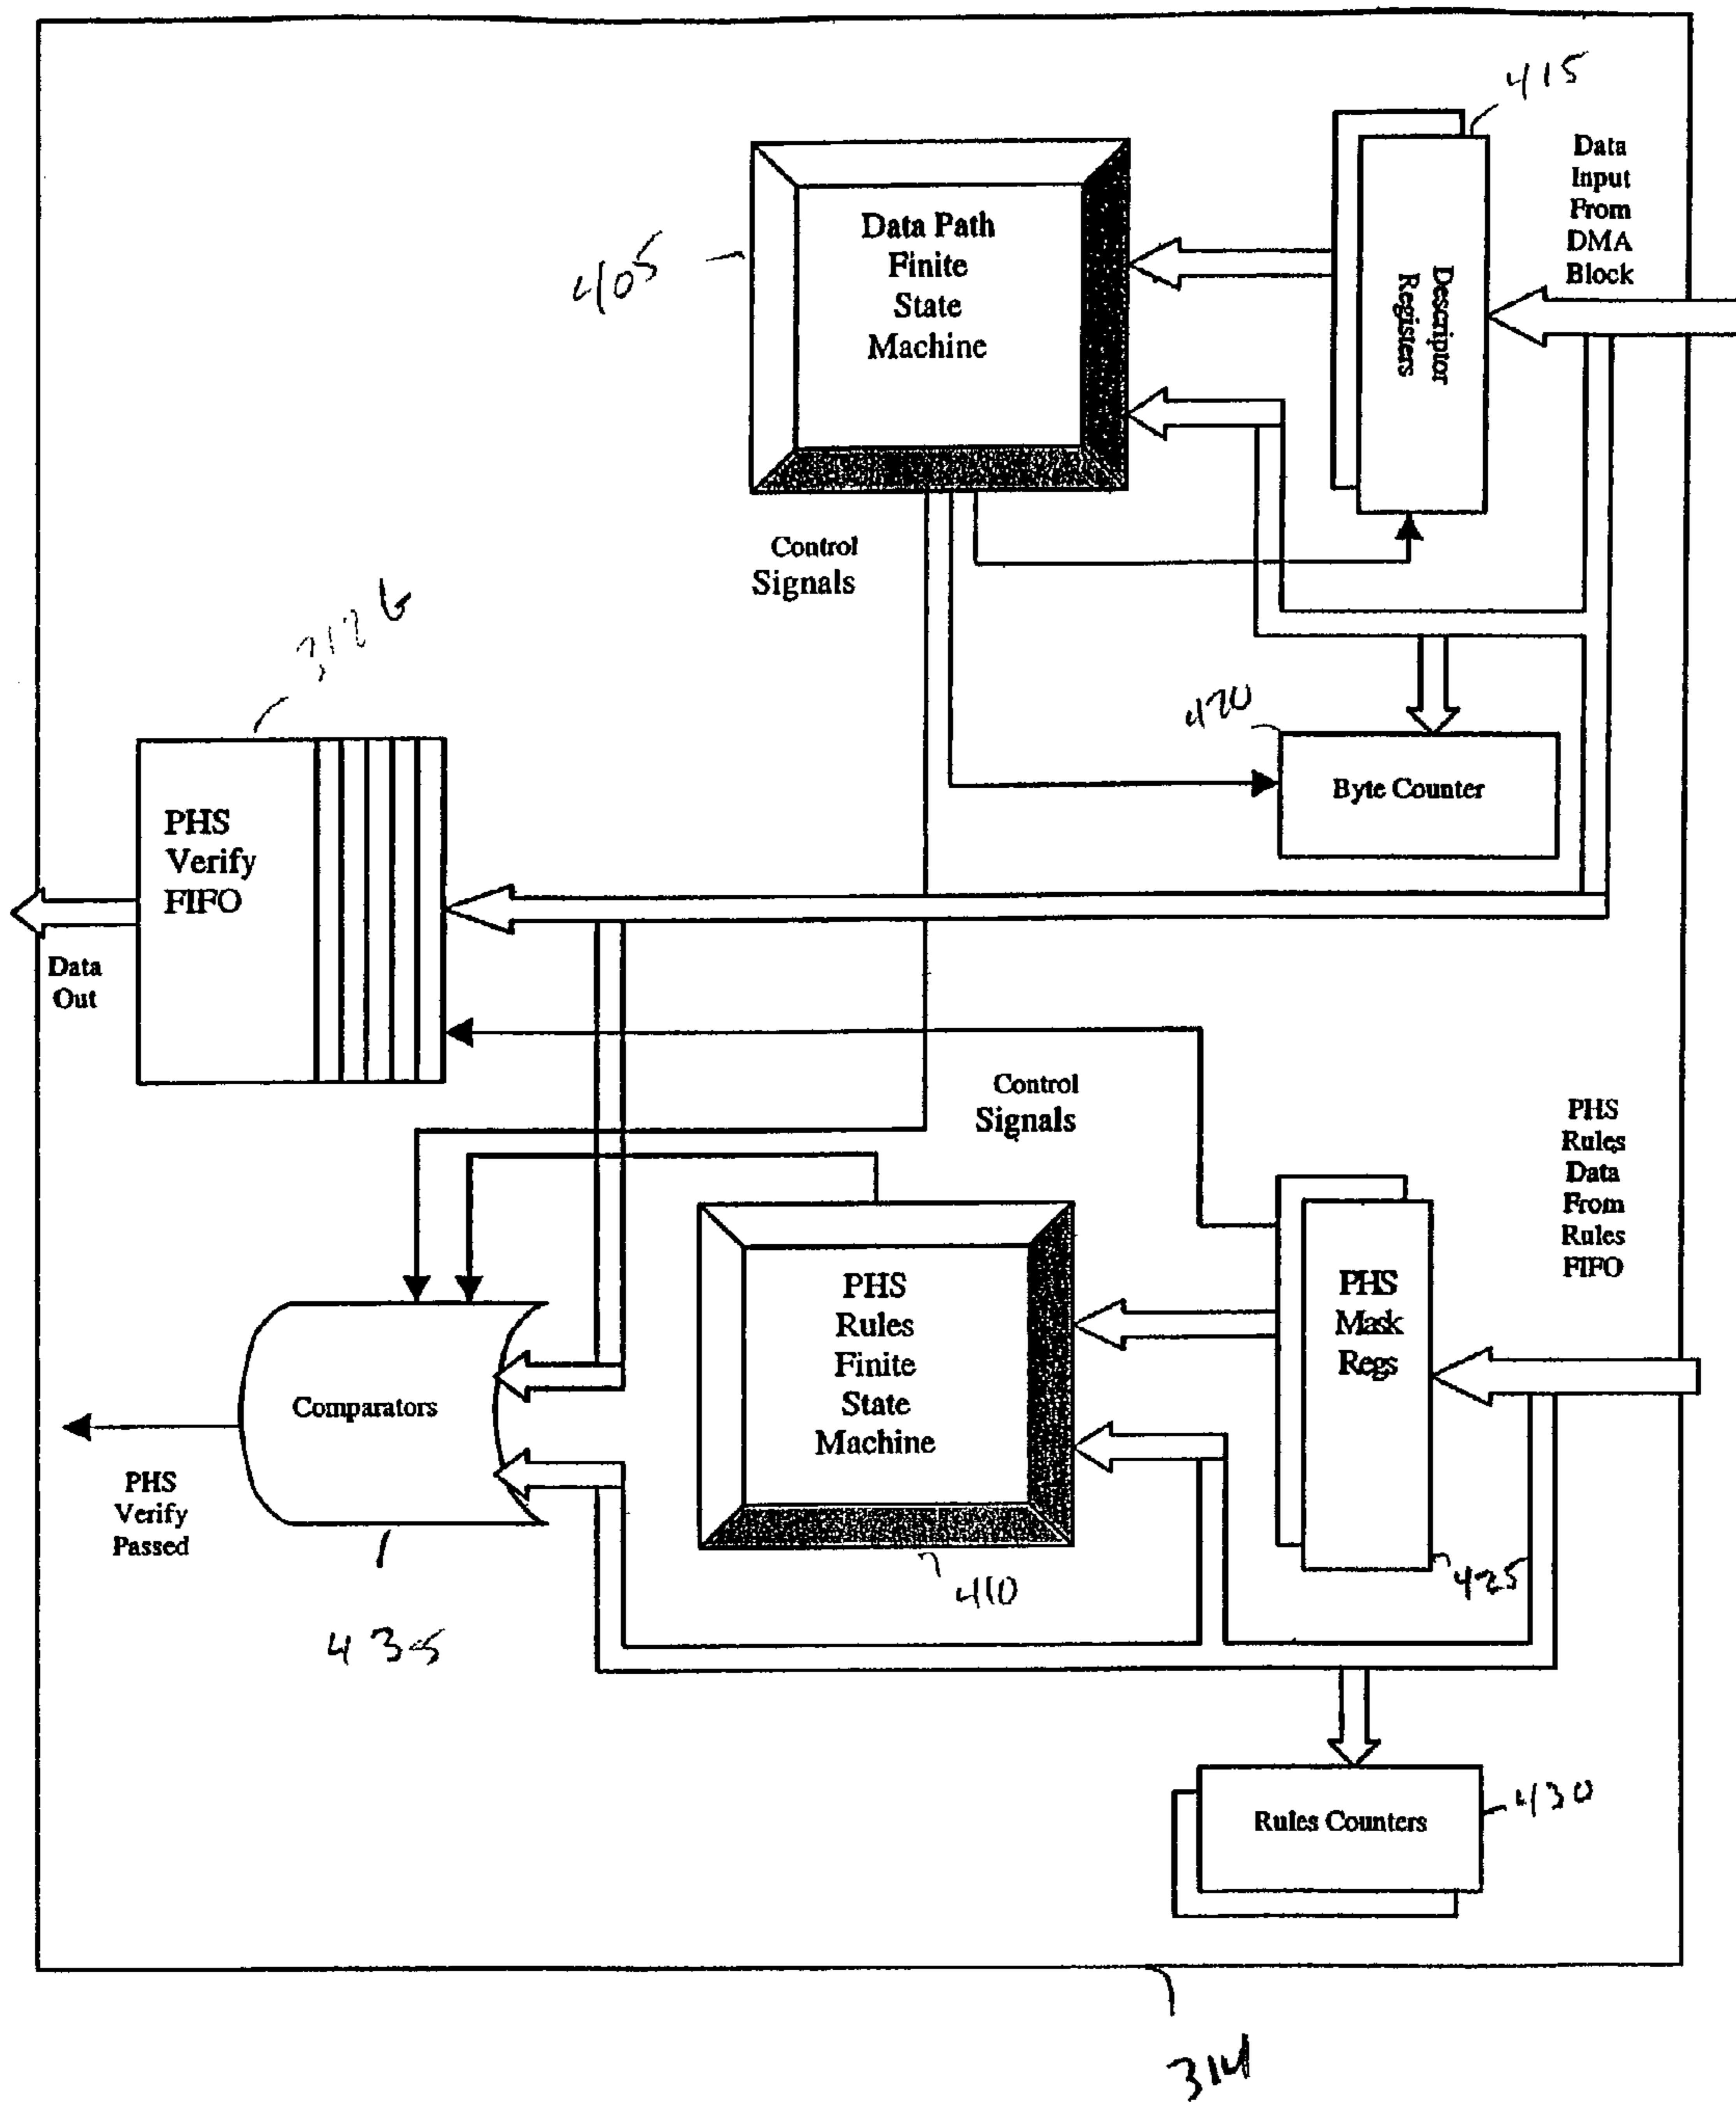 415
Data
Input
From
DMA
Block
Data Path
Finite
State
Machine
405
Descriptor
Registers
Control
Signals
312b
420
Byte Counter
PHS
Verify
FIFO
Data
Out
Control
Signals
PHS
Rules
Data
From
Rules
FIFO
PHS
Rules
Finite
State
Machine
PHS
Mask
Regs
Comparators
PHS
Verify
Passed
410
425
435
Rules Counters
430
314